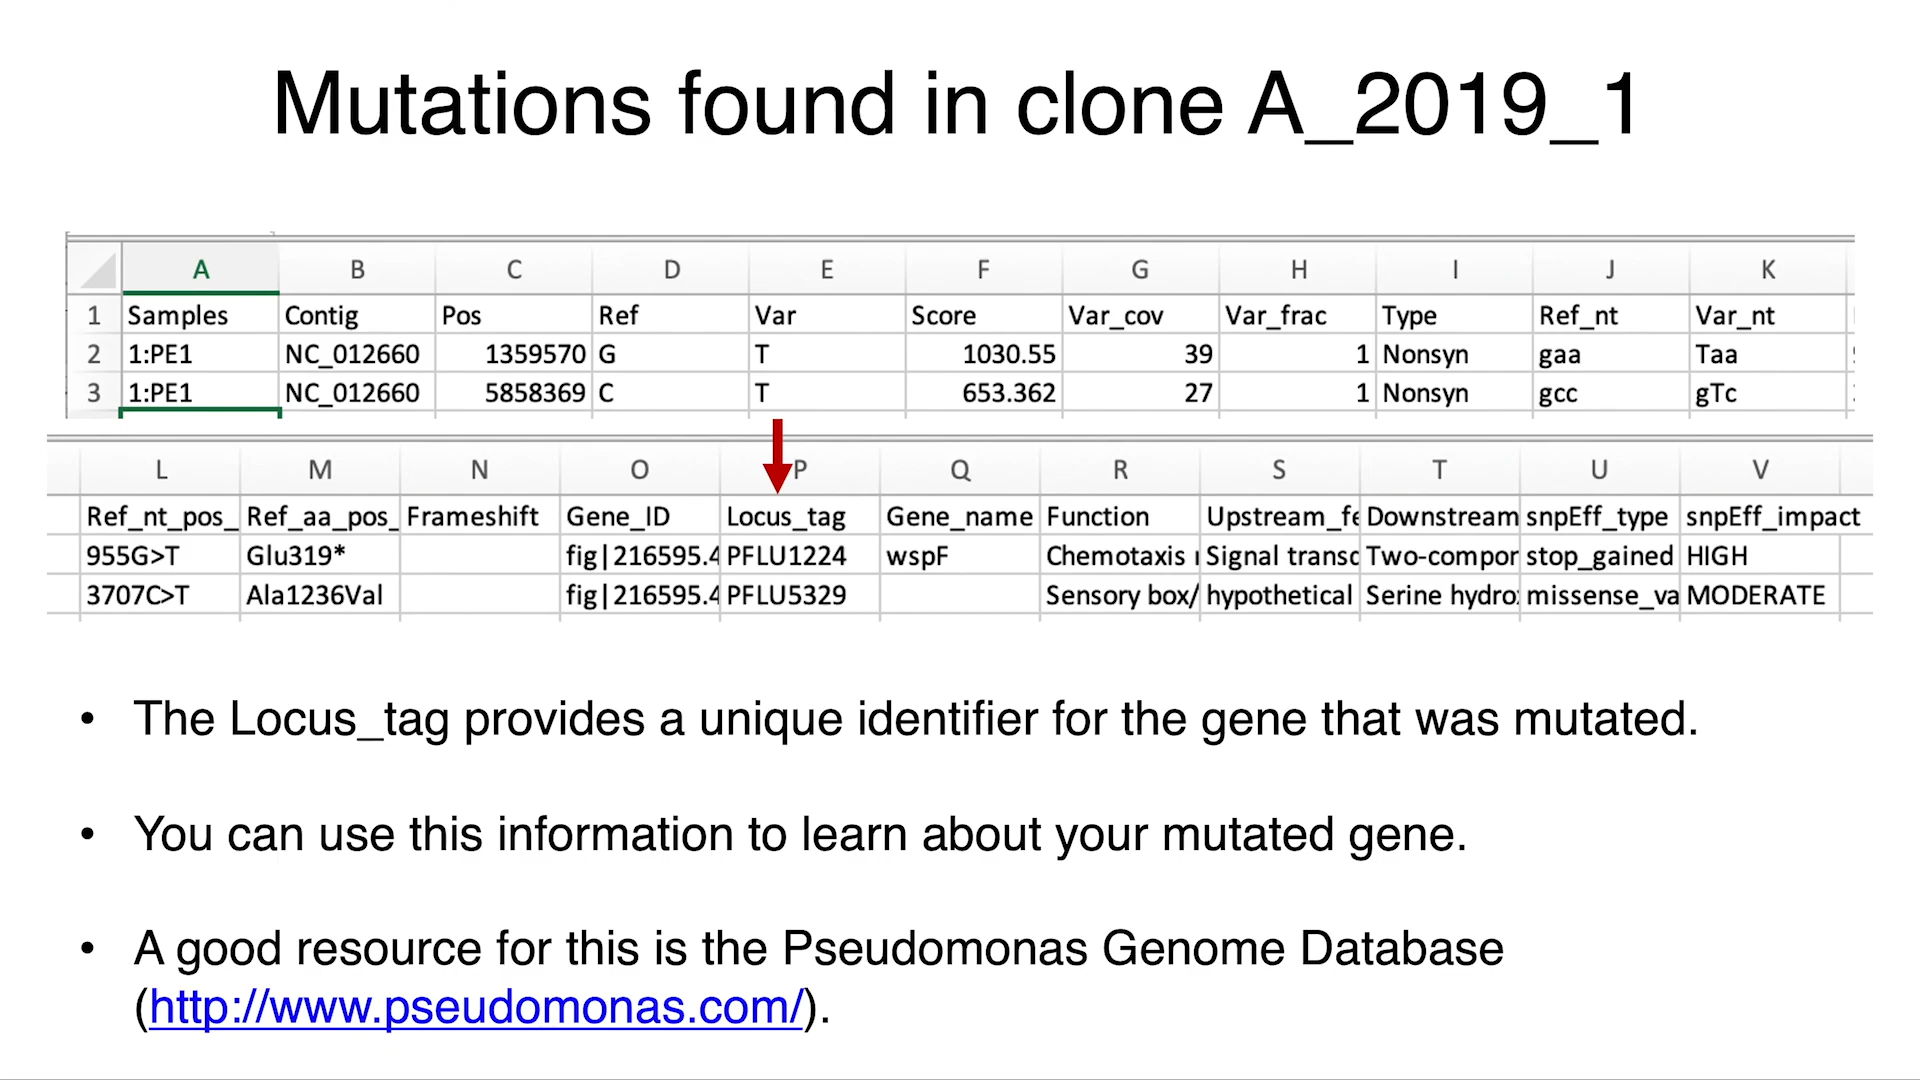 Mutations found in clone A_2019_1
A B C D E F G H I J K
1 Samples Contig Pos Ref Var Score Var_cov Var_frac Type Ref_nt Var_nt
2 1:PE1 NC_012660 1359570 G T 1030.55 39 1 Nonsyn gaa Taa
3 1:PE1 NC_012660 5858369 C T 653.362 27 1 Nonsyn gcc gTc
L M N O P Q R S T U V
Ref_nt_pos_ Ref_aa_pos_ Frameshift Gene_ID Locus_tag Gene_name Function Upstream_fe Downstream snpEff_type snpEff_impact
955G>T Glu319* fig|216595.4 PFLU1224 wspF Chemotaxis Signal transc Two-compor stop_gained HIGH
3707C>T Ala1236Val fig|216595.4 PFLU5329 Sensory box/ hypothetical Serine hydro missense_va MODERATE
• The Locus_tag provides a unique identifier for the gene that was mutated.
• You can use this information to learn about your mutated gene.
• A good resource for this is the Pseudomonas Genome Database
(http://www.pseudomonas.com/).